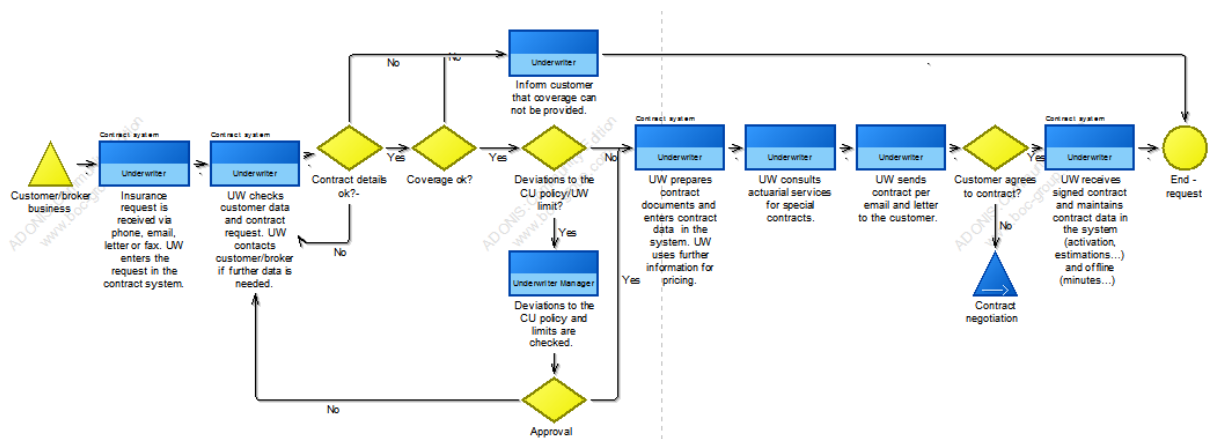 Customer/broker
business
Contract system
Underwriter
Insurance
request is
received via
phone, email,
letter or fax. UW
enters the
request in the
contract system.
Contract system
Underwriter
UW checks
customer data
and contract
request. UW
contacts
customer/broker
if further data is
needed.
Contract details
ok?-
No
No
Yes
Coverage ok?
No
Yes
Underwriter
Inform customer
that coverage can
not be provided.
Deviations to the
CU policy/UW
limit?
No
Yes
Underwriter Manager
Deviations to the
CU policy and
limits are
checked.
Approval
No
Yes
Contract system
Underwriter
UW prepares
contract
documents and
enters contract
data in the
system. UW
uses further
information for
pricing.
Underwriter
UW consults
actuarial services
for special
contracts.
Underwriter
UW sends
contract per
email and letter
to the customer.
Customer agrees
to contract?
Yes
No
Contract
negotiation
Contract system
Underwriter
UW receives
signed contract
and maintains
contract data in
the system
(activation,
estimations...)
and offline
(minutes...)
End -
request